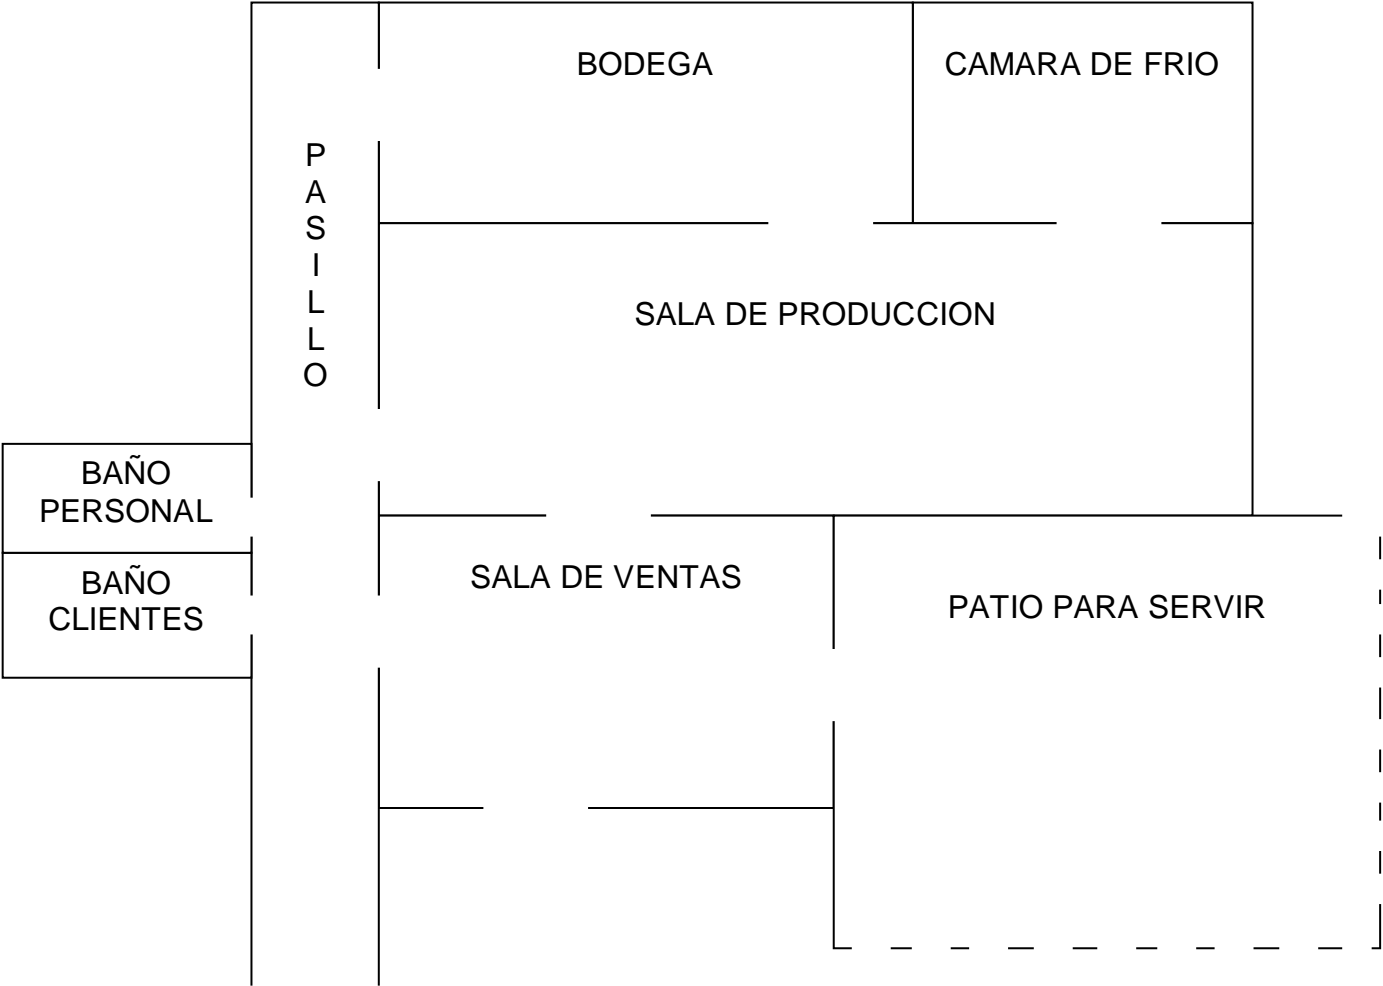 BODEGA
CAMARA DE FRIO
P
A
S
I
L
L
O
SALA DE PRODUCCION
BAÑO
PERSONAL
BAÑO
CLIENTES
SALA DE VENTAS
PATIO PARA SERVIR